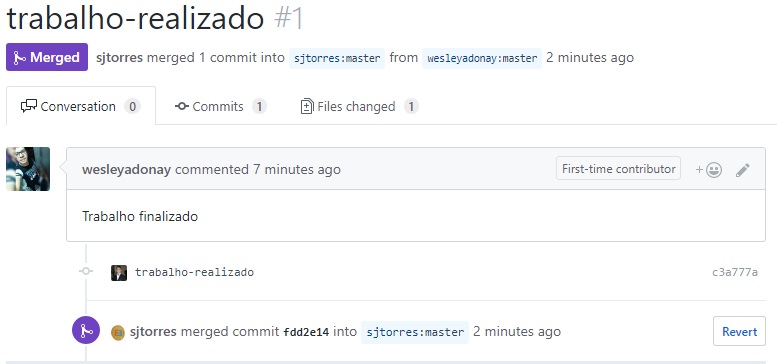 trabalho-realizado #1
Merged sjtorres merged 1 commit into sjtorres:master from wesleyadonay:master 2 minutes ago
Conversation 0 Commits 1 Files changed 1
wesleyadonay commented 7 minutes ago First-time contributor
Trabalho finalizado
trabalho-realizado c3a777a
sjtorres merged commit fdd2e14 into sjtorres:master 2 minutes ago Revert